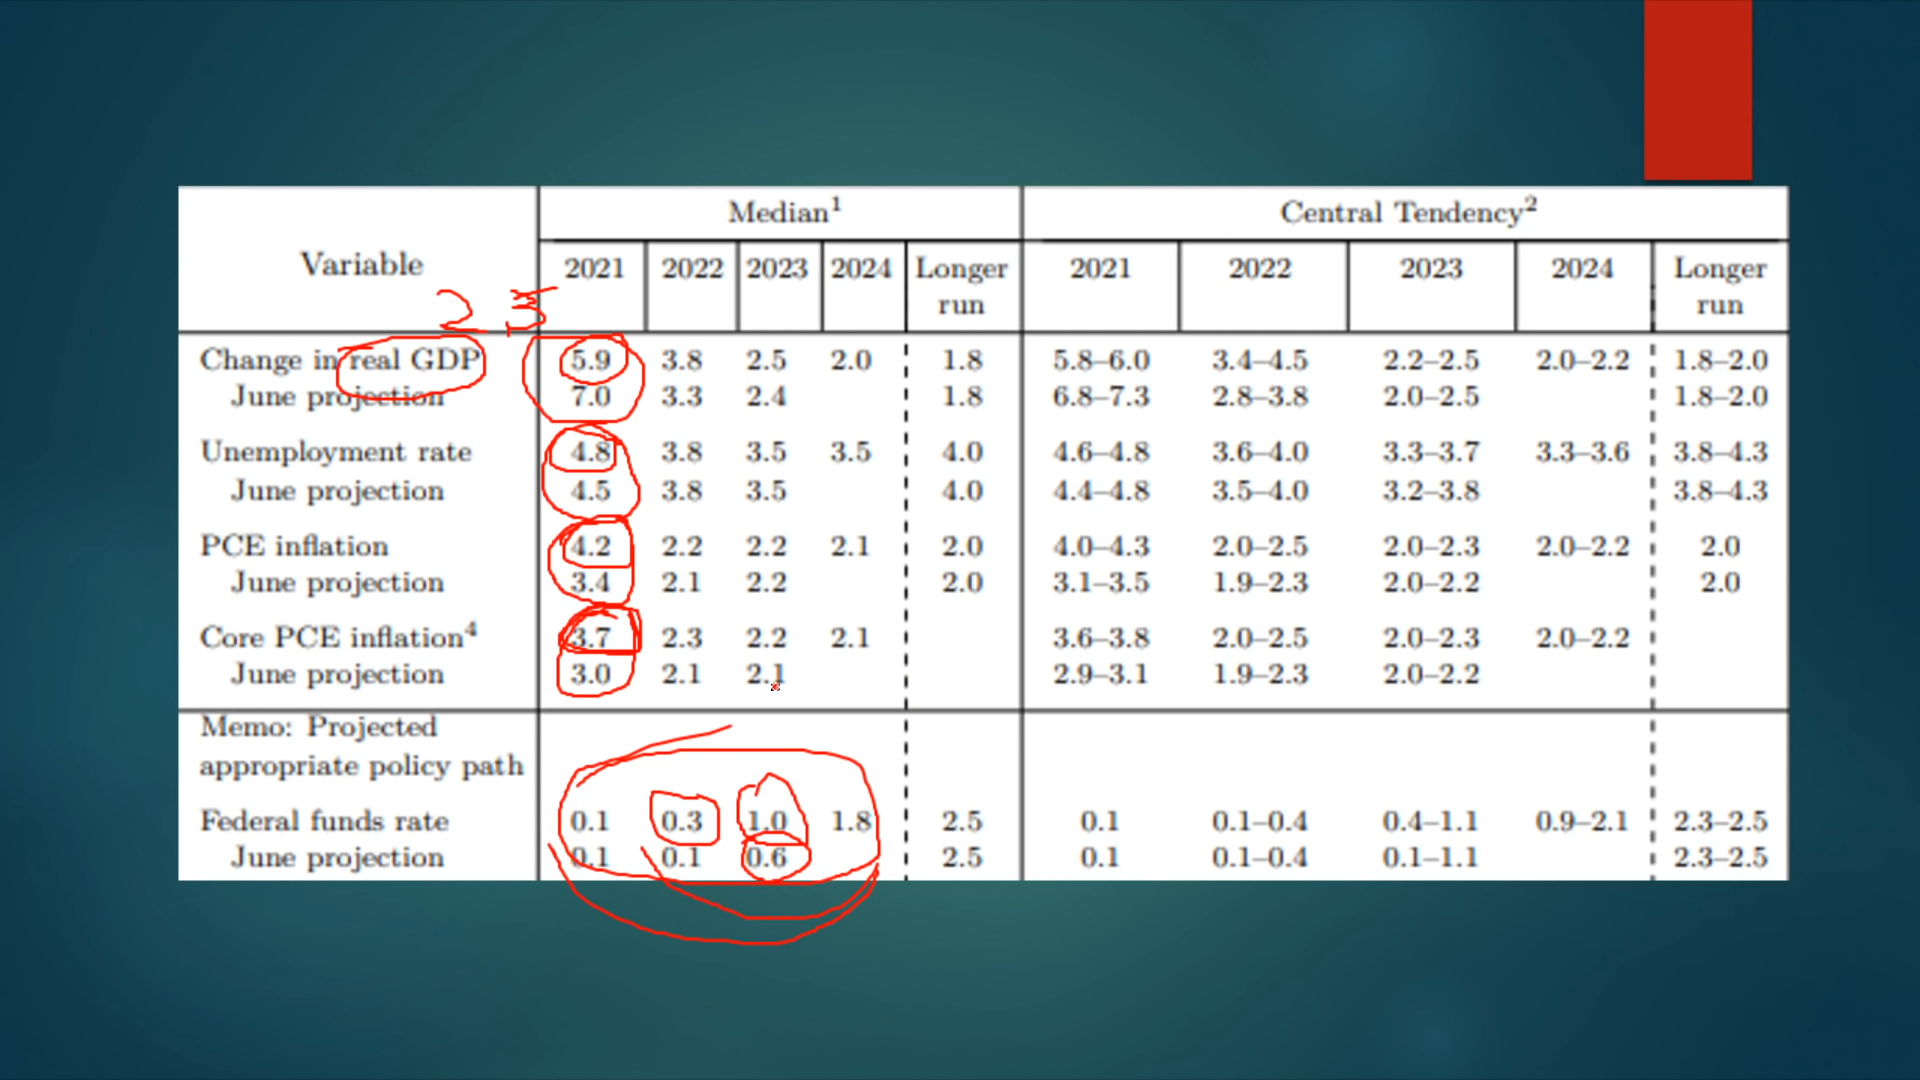 Median1 Central Tendency2
Variable 2021 2022 2023 2024 Longer run 2021 2022 2023 2024 Longer run
2.5
Change in real GDP 5.9 3.8 2.5 2.0 1.8 5.8–6.0 3.4–4.5 2.2–2.5 2.0–2.2 1.8–2.0
June projection 7.0 3.3 2.4 1.8 6.8–7.3 2.8–3.8 2.0–2.5 1.8–2.0
Unemployment rate 4.8 3.8 3.5 3.5 4.0 4.6–4.8 3.6–4.0 3.3–3.7 3.3–3.6 3.8–4.3
June projection 4.5 3.8 3.5 4.0 4.4–4.8 3.5–4.0 3.2–3.8 3.8–4.3
PCE inflation 4.2 2.2 2.2 2.1 2.0 4.0–4.3 2.0–2.5 2.0–2.3 2.0–2.2 2.0
June projection 3.4 2.1 2.2 2.0 3.1–3.5 1.9–2.3 2.0–2.2 2.0
Core PCE inflation4 3.7 2.3 2.2 2.1 3.6–3.8 2.0–2.5 2.0–2.3 2.0–2.2
June projection 3.0 2.1 2.1 2.9–3.1 1.9–2.3 2.0–2.2
Memo: Projected
appropriate policy path
Federal funds rate 0.1 0.3 1.0 1.8 2.5 0.1 0.1–0.4 0.4–1.1 0.9–2.1 2.3–2.5
June projection 0.1 0.1 0.6 2.5 0.1 0.1–0.4 0.1–1.1 2.3–2.5